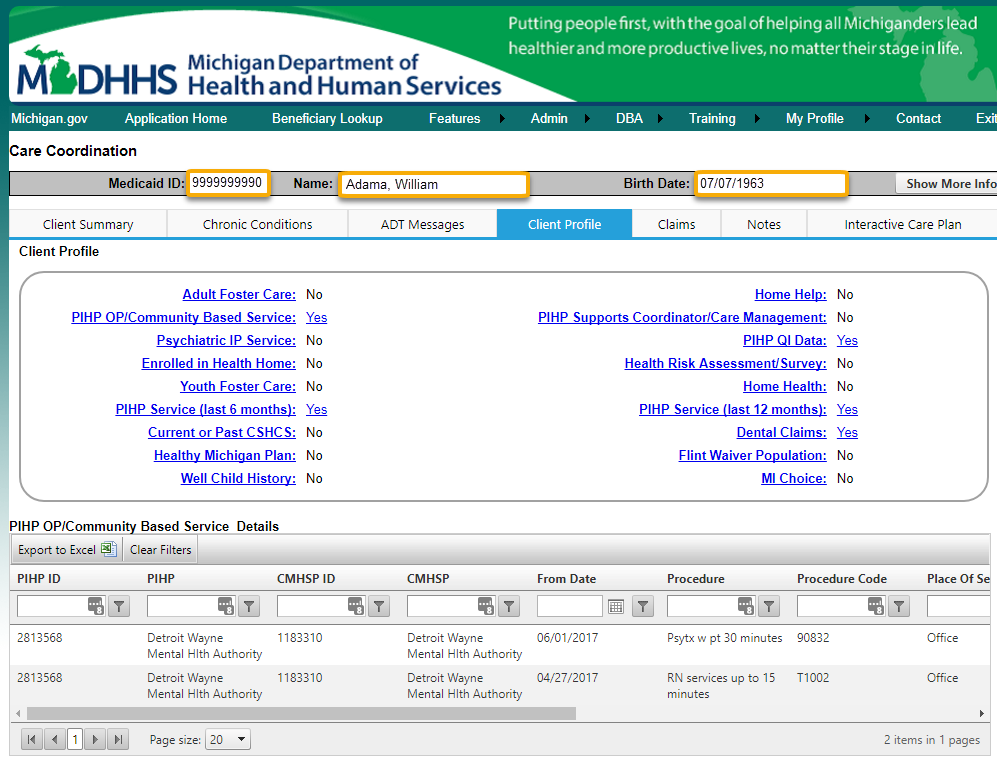 Putting people first, with the goal of helping all Michiganders lead
healthier and more productive lives, no matter their stage in life.
MDHHS Michigan Department of
Health and Human Services
Michigan.gov Application Home Beneficiary Lookup Features Admin DBA Training My Profile Contact Exit
Care Coordination
Medicaid ID: 9999999990 Name: Adama, William Birth Date: 07/07/1963 Show More Info
Client Summary Chronic Conditions ADT Messages Client Profile Claims Notes Interactive Care Plan
Client Profile
Adult Foster Care: No Home Help: No
PIHP OP/Community Based Service: Yes PIHP Supports Coordinator/Care Management: No
Psychiatric IP Service: No PIHP QI Data: Yes
Enrolled in Health Home: No Health Risk Assessment/Survey: No
Youth Foster Care: No Home Health: No
PIHP Service (last 6 months): Yes PIHP Service (last 12 months): Yes
Current or Past CSHCS: No Dental Claims: Yes
Healthy Michigan Plan: No Flint Waiver Population: No
Well Child History: No MI Choice: No
PIHP OP/Community Based Service Details
Export to Excel Clear Filters
PIHP ID PIHP CMHSP ID CMHSP From Date Procedure Procedure Code Place Of Se
2813568 Detroit Wayne 1183310 Detroit Wayne 06/01/2017 Psytx w pt 30 minutes 90832 Office
Mental Hlth Authority Mental Hlth Authority
2813568 Detroit Wayne 1183310 Detroit Wayne 04/27/2017 RN services up to 15 T1002 Office
Mental Hlth Authority Mental Hlth Authority minutes
1 Page size: 20 2 items in 1 pages